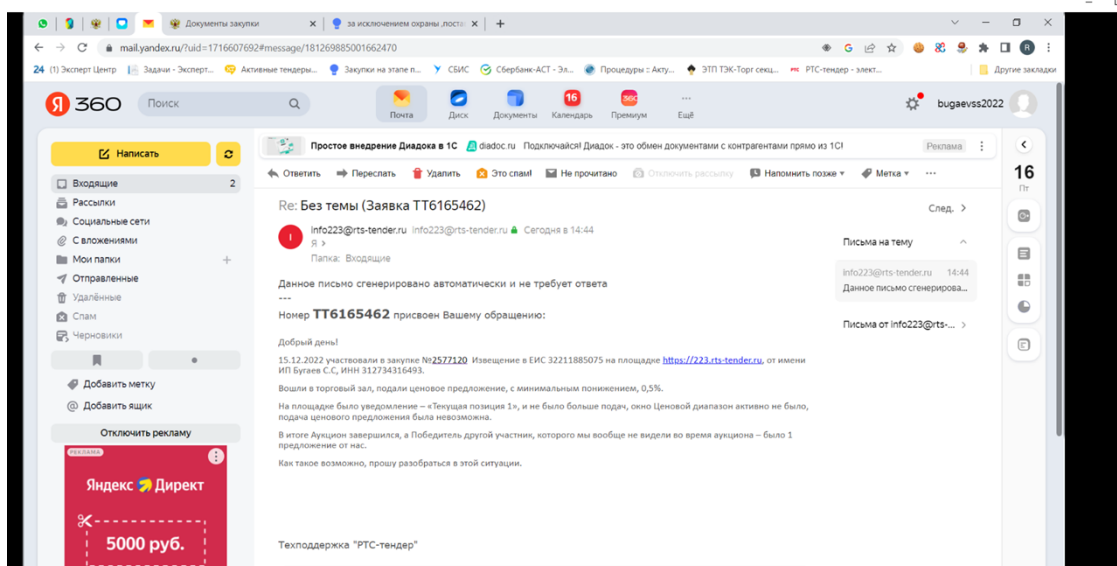 Документы закупки
за исключением охраны ,поста
mail.yandex.ru/?uid=1716607692#message/181269885001662470
24 (1) Эксперт Центр
Задачи - Эксперт...
Активные тендеры...
Закупки на этапе п...
СБИС
Сбербанк-АСТ - Эл...
Процедуры :: Акту...
ЭТП ТЭК-Торг секц...
РТС-тендер - элект...
Другие закладки
Я 360
Поиск
16
360
Почта
Диск
Документы
Календарь
Премиум
Ещё
bugaevss2022
Написать
Простое внедрение Диадока в 1С diadoc.ru Подключайся! Диадок - это обмен документами с контрагентами прямо из 1С!
Реклама
Ответить
Переслать
Удалить
Это спам!
Не прочитано
Отключить рассылку
Напомнить позже
Метка
16
Пт
Входящие 2
Рассылки
Социальные сети
С вложениями
Мои папки
Отправленные
Удалённые
Спам
Черновики
Добавить метку
Добавить ящик
Отключить рекламу
РЕКЛАМА
Яндекс Директ
5000 руб.
Re: Без темы (Заявка TT6165462)
След. >
info223@rts-tender.ru info223@rts-tender.ru Сегодня в 14:44
Я >
Папка: Входящие
Письма на тему
info223@rts-tender.ru 14:44
Данное письмо сгенерирова...
Письма от info223@rts-... >
Данное письмо сгенерировано автоматически и не требует ответа
---
Номер TT6165462 присвоен Вашему обращению:
Добрый день!
15.12.2022 участвовали в закупке №2577120 Извещение в ЕИС 32211885075 на площадке https://223.rts-tender.ru, от имени
ИП Бугаев С.С, ИНН 312734316493.
Вошли в торговый зал, подали ценовое предложение, с минимальным понижением, 0,5%.
На площадке было уведомление – «Текущая позиция 1», и не было больше подач, окно Ценовой диапазон активно не было,
подача ценового предложения была невозможна.
В итоге Аукцион завершился, а Победитель другой участник, которого мы вообще не видели во время аукциона – было 1
предложение от нас.
Как такое возможно, прошу разобраться в этой ситуации.
Техподдержка "РТС-тендер"